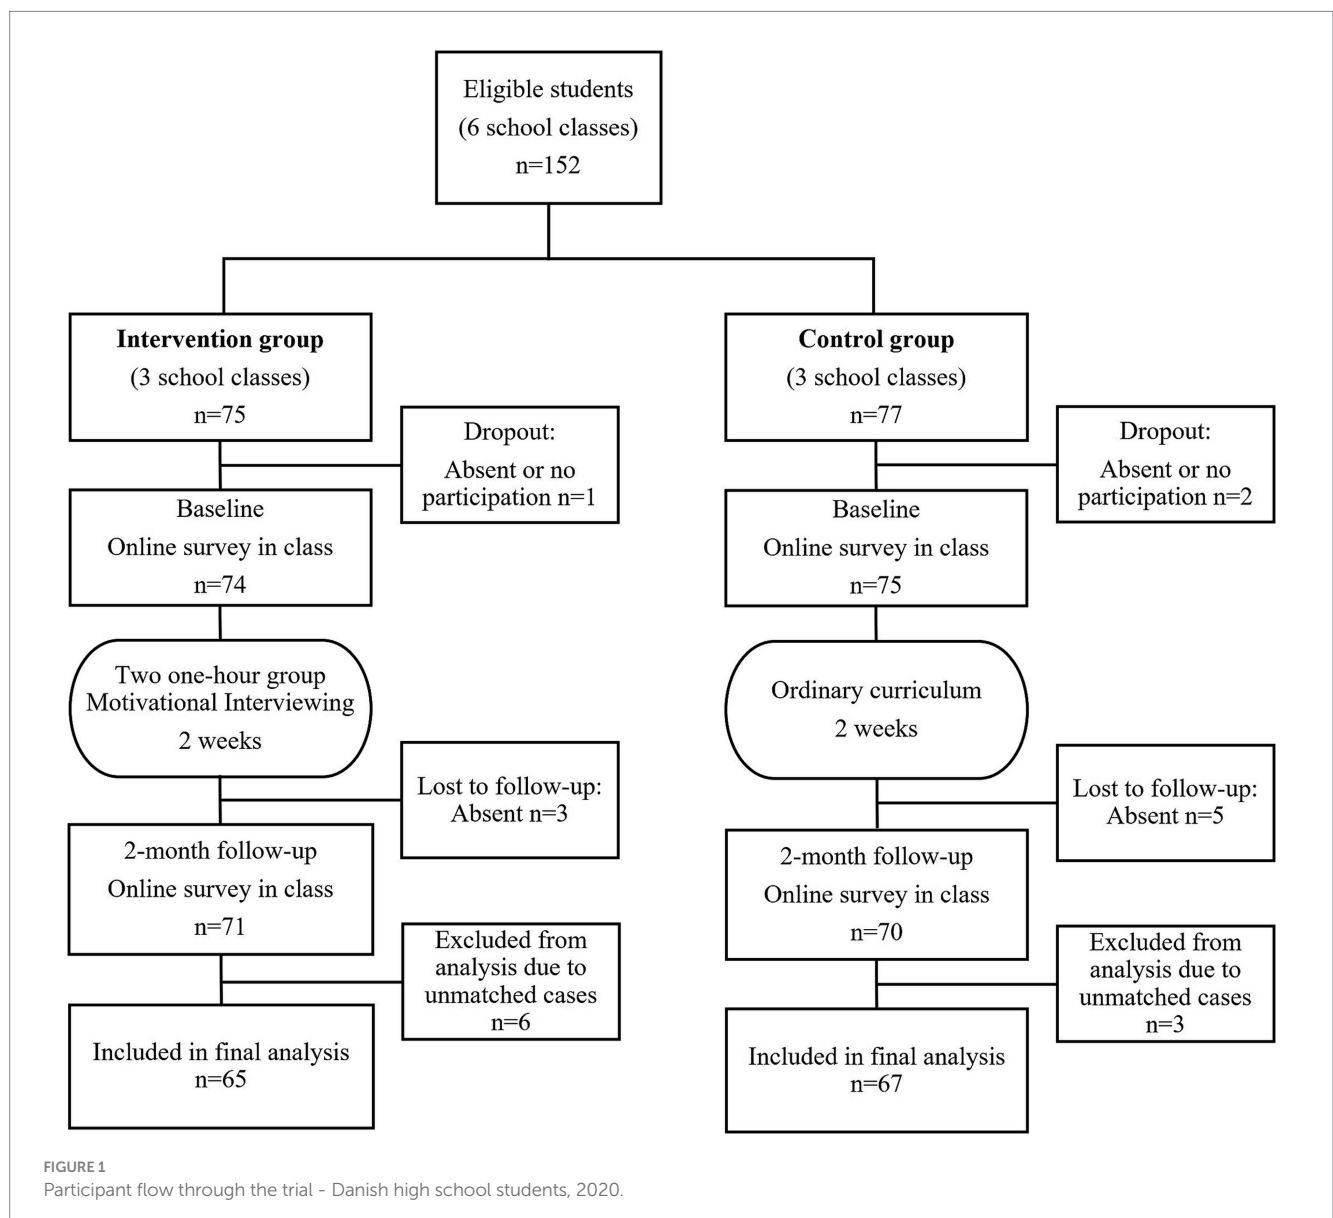 Eligible students
(6 school classes)
n=152
Intervention group
(3 school classes)
n=75
Control group
(3 school classes)
n=77
Dropout:
Absent or no
participation n=1
Dropout:
Absent or no
participation n=2
Baseline
Online survey in class
n=74
Baseline
Online survey in class
n=75
Two one-hour group
Motivational Interviewing
2 weeks
Ordinary curriculum
2 weeks
Lost to follow-up:
Absent n=3
Lost to follow-up:
Absent n=5
2-month follow-up
Online survey in class
n=71
2-month follow-up
Online survey in class
n=70
Excluded from
analysis due to
unmatched cases
n=6
Excluded from
analysis due to
unmatched cases
n=3
Included in final analysis
n=65
Included in final analysis
n=67
FIGURE 1
Participant flow through the trial - Danish high school students, 2020.